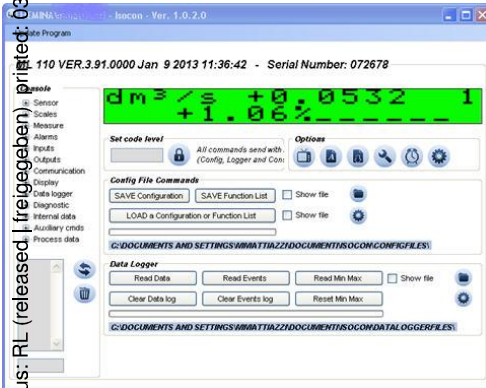 - Isocon - Ver. 1.0.2.0
Program
110 VER.3.91.0000 Jan 9 2013 11:36:42 - Serial Number: 072678
Console
Sensor
Scales
Measure
Alarms
Inputs
Outputs
Communication
Display
Data logger
Diagnostic
Internal data
Auxiliary cmds
Process data
dm³/s +0.0532 1
+1.06%______
Set code level
All commands send with
(Config, Logger and Con
Options
Config File Commands
SAVE Configuration
SAVE Function List
Show file
LOAD a Configuration or Function List
Show file
C:\DOCUMENTS AND SETTINGS\MMATTIAZZI\DOCUMENTI\ISOCON\CONFIGFILES\
Data Logger
Read Data
Read Events
Read Min Max
Show file
Clear Data log
Clear Events log
Reset Min Max
C:\DOCUMENTS AND SETTINGS\MMATTIAZZI\DOCUMENTI\ISOCON\DATALOGGERFILES\
us: RL (released | freigegeben) printed: 03